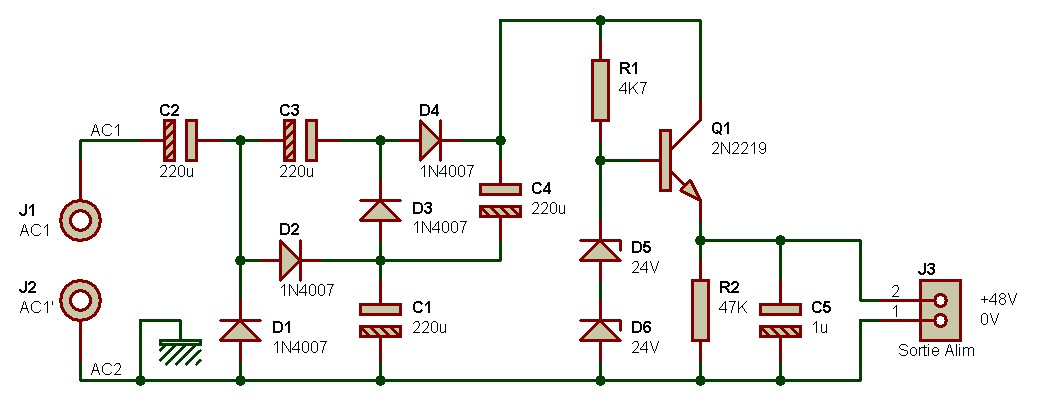 C2
C3
D4
R1
4K7
AC1
Q1
2N2219
220u
220u
1N4007
C4
220u
J1
AC1
D3
1N4007
D2
D5
24V
J2
AC1'
1N4007
C1
220u
D1
1N4007
D6
24V
R2
47K
C5
1u
J3
2
1
+48V
0V
Sortie Alim
AC2